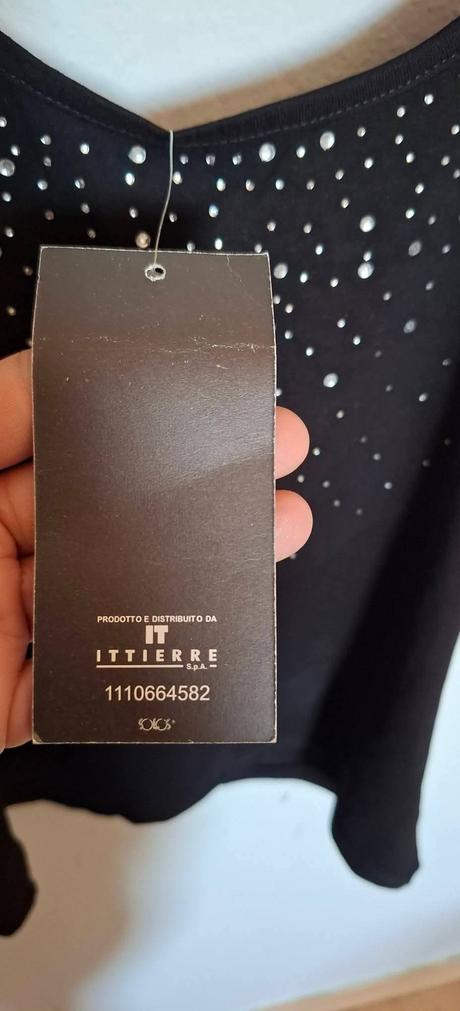 PRODOTTO E DISTRIBUITO DA
IT
ITTIERRE
S.p.A.
1110664582